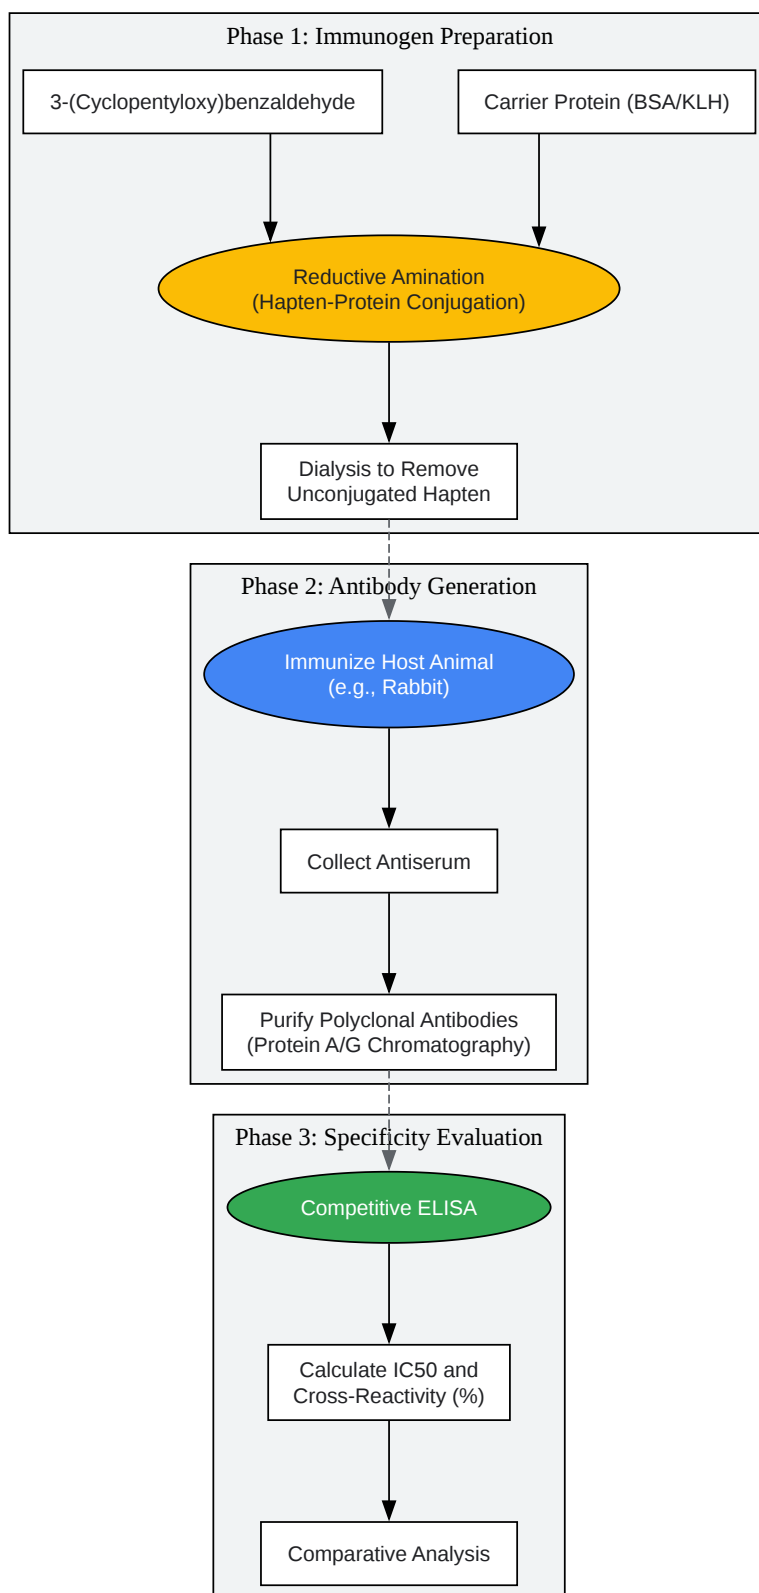 Phase 1: Immunogen Preparation
3-(Cyclopentyloxy)benzaldehyde
Carrier Protein (BSA/KLH)
Reductive Amination
(Hapten-Protein Conjugation)
Dialysis to Remove
Unconjugated Hapten
Phase 2: Antibody Generation
Immunize Host Animal
(e.g., Rabbit)
Collect Antiserum
Purify Polyclonal Antibodies
(Protein A/G Chromatography)
Phase 3: Specificity Evaluation
Competitive ELISA
Calculate IC50 and
Cross-Reactivity (%)
Comparative Analysis